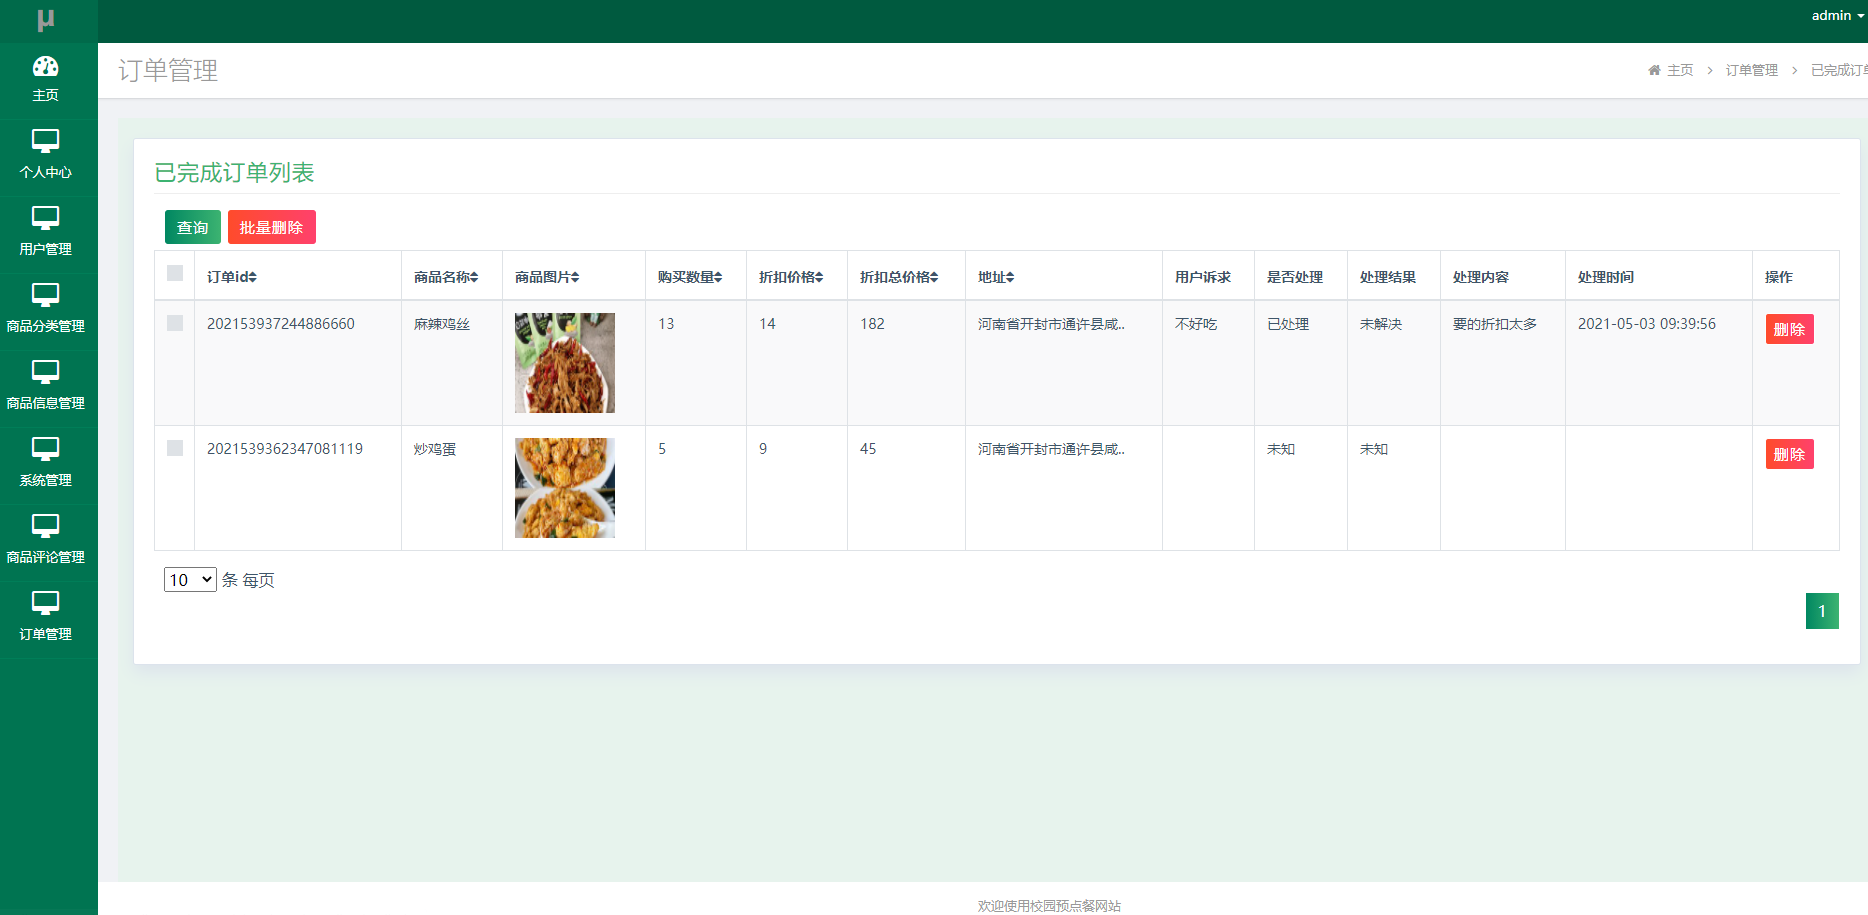 μ
admin
主页
个人中心
用户管理
商品分类管理
商品信息管理
系统管理
商品评论管理
订单管理
订单管理
主页 > 订单管理 > 已完成订单
已完成订单列表
查询 批量删除
订单id 商品名称 商品图片 购买数量 折扣价格 折扣总价格 地址 用户诉求 是否处理 处理结果 处理内容 处理时间 操作
202153937244886660 麻辣鸡丝 13 14 182 河南省开封市通许县咸.. 不好吃 已处理 未解决 要的折扣太多 2021-05-03 09:39:56 删除
2021539362347081119 炒鸡蛋 5 9 45 河南省开封市通许县咸.. 未知 未知 删除
10 条 每页
1
欢迎使用校园预点餐网站